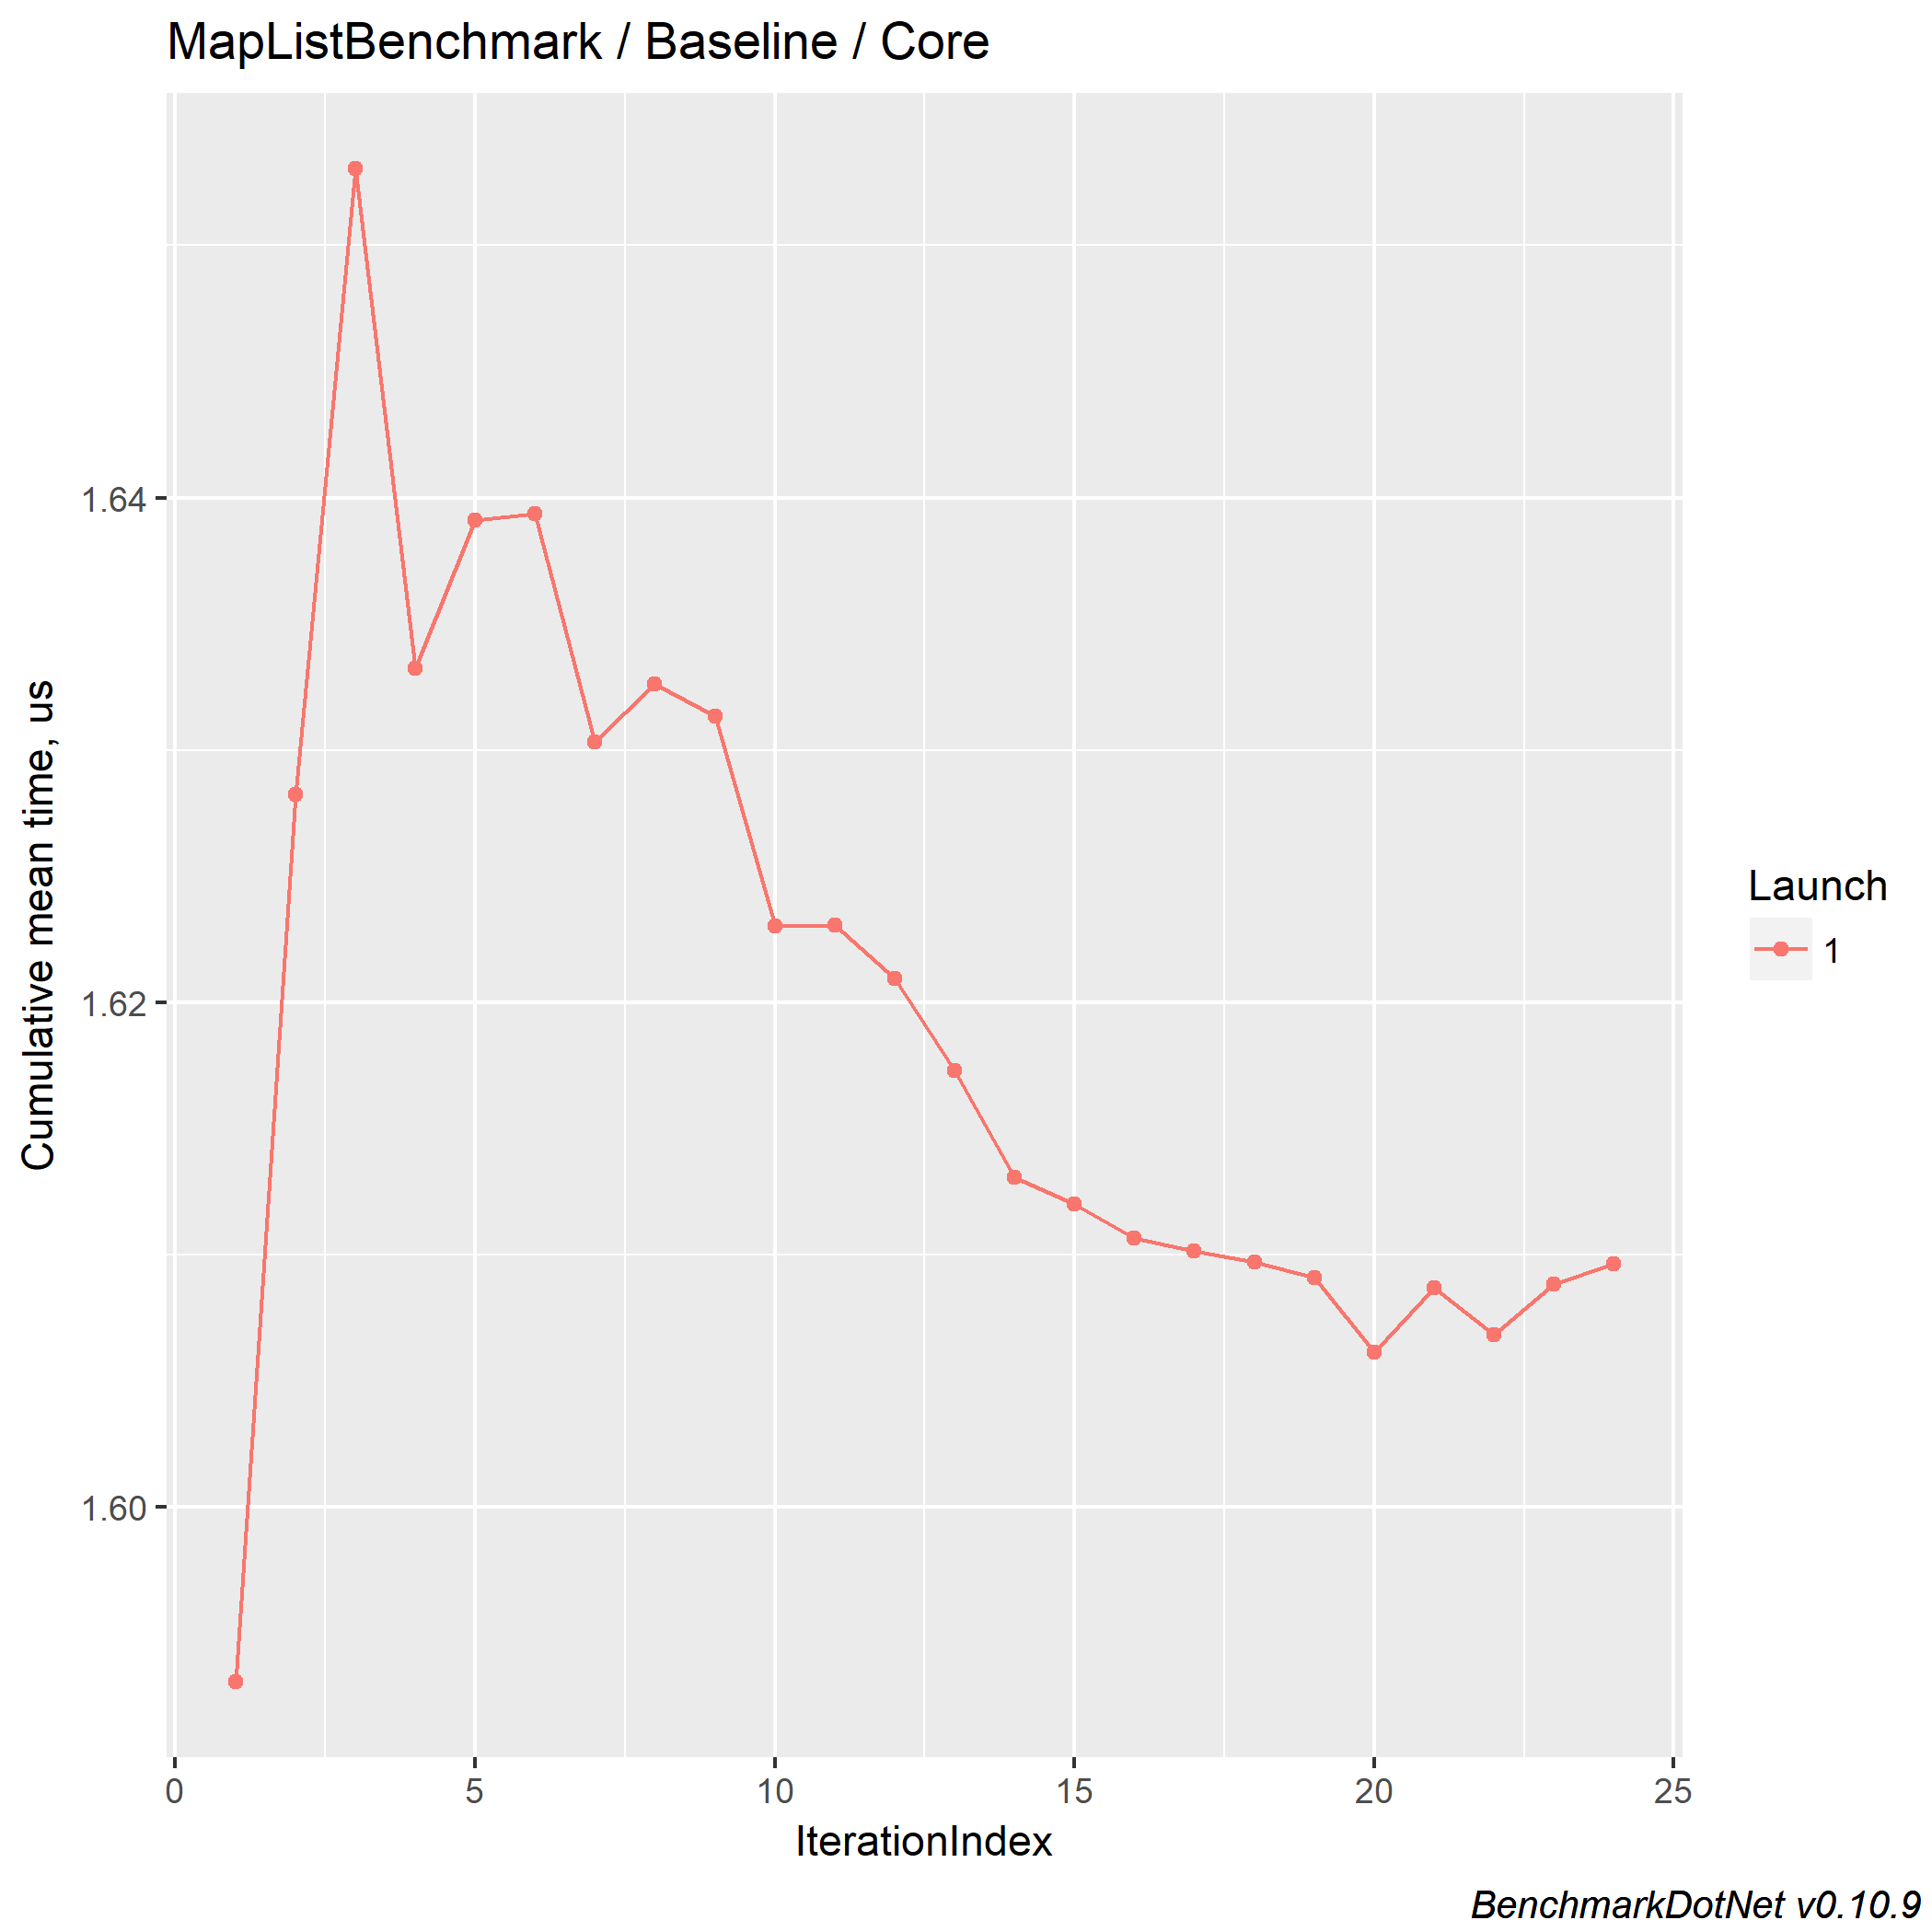 MapListBenchmark / Baseline / Core
Cumulative mean time, us
1.64
1.62
1.60
0 5 10 15 20 25
IterationIndex
Launch
1
BenchmarkDotNet v0.10.9